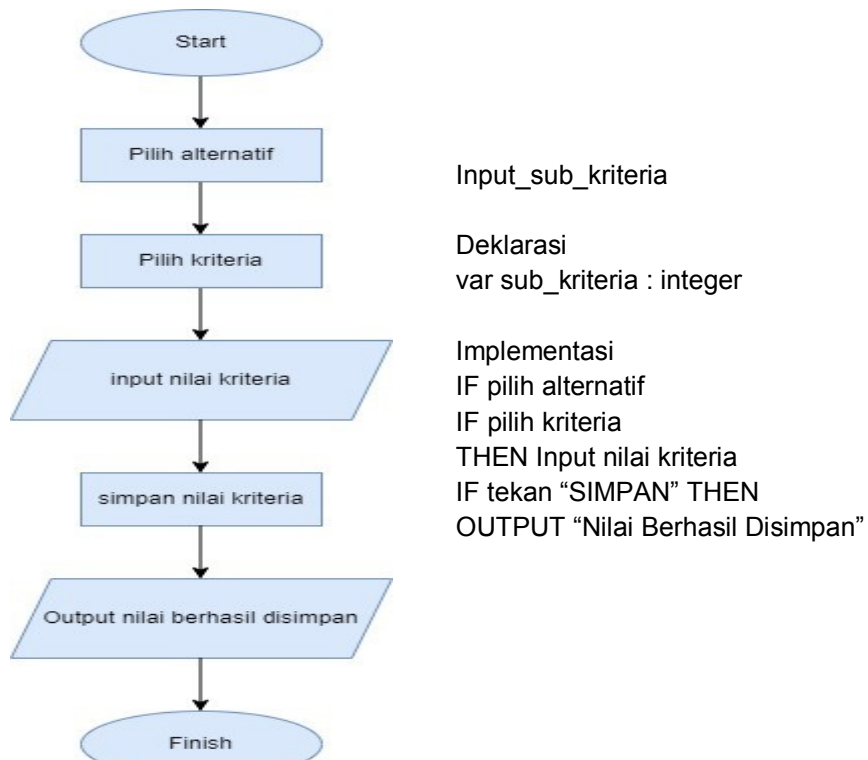 Start
Pilih alternatif
Pilih kriteria
input nilai kriteria
simpan nilai kriteria
Output nilai berhasil disimpan
Finish
Input_sub_kriteria
Deklarasi
var sub_kriteria : integer
Implementasi
IF pilih alternatif
IF pilih kriteria
THEN Input nilai kriteria
IF tekan “SIMPAN” THEN
OUTPUT “Nilai Berhasil Disimpan”